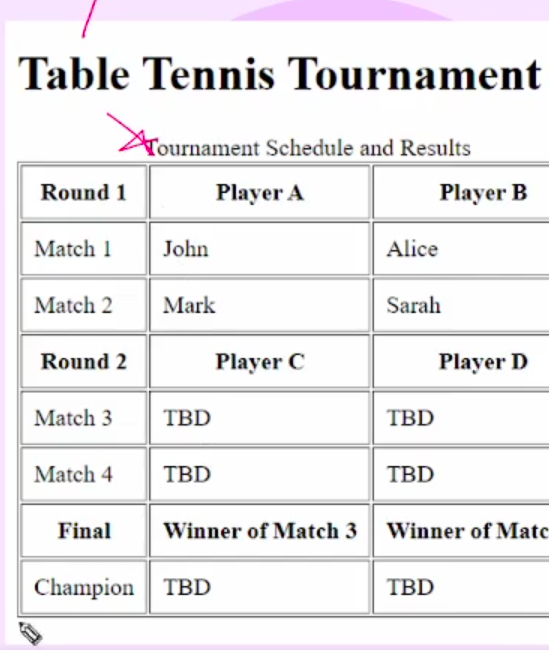 Table Tennis Tournament
Tournament Schedule and Results
Round 1 Player A Player B
Match 1 John Alice
Match 2 Mark Sarah
Round 2 Player C Player D
Match 3 TBD TBD
Match 4 TBD TBD
Final Winner of Match 3 Winner of Matc
Champion TBD TBD